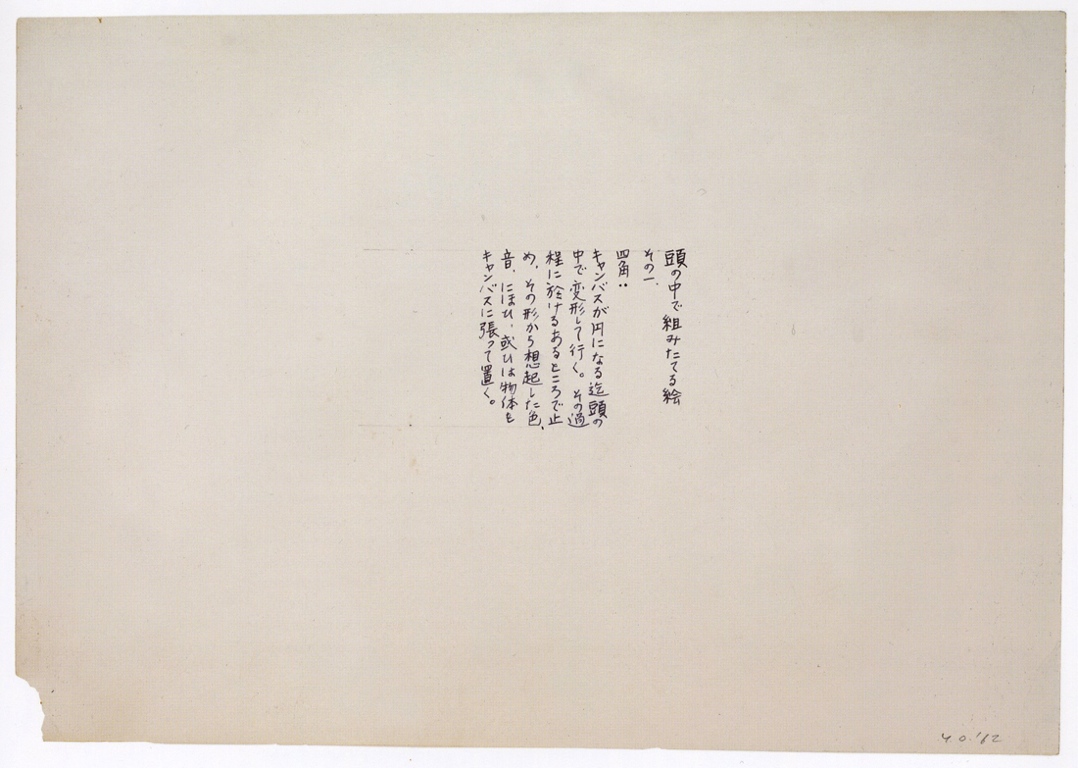 頭の中で組みたてる絵
その一.
四角:
キャンバスが円になる迄頭の
中で変形して行く。その過
程に於けるあるところで止
め、その形から想起した色、
音、にほひ、或ひは物体を
キャンバスに張って置く。
Y.O.'62